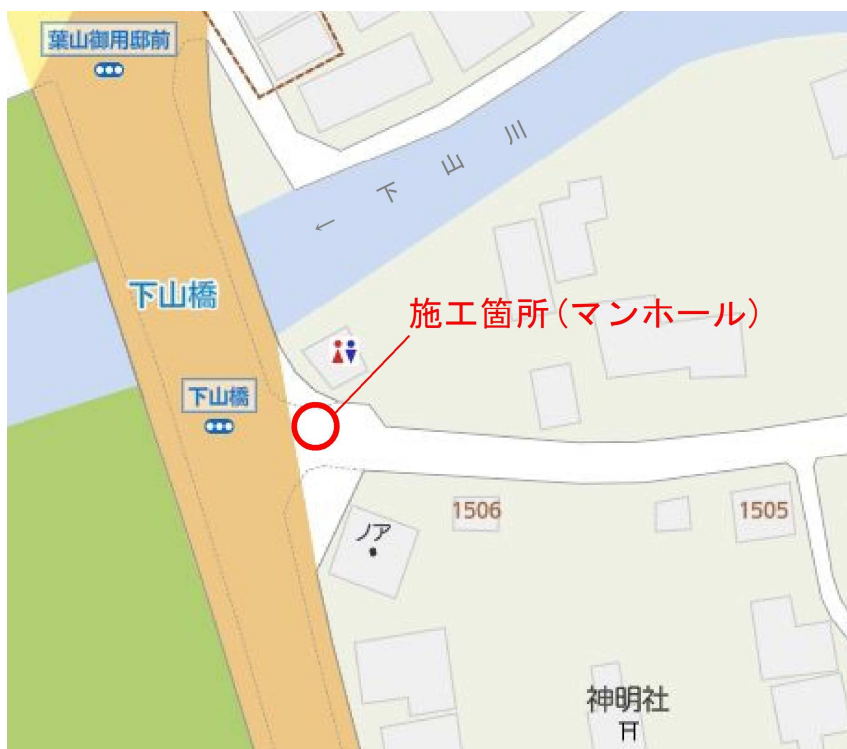 葉山御用邸前
← 下山川
下山橋
施工箇所(マンホール)
下山橋
1506
1505
ノア
神明社